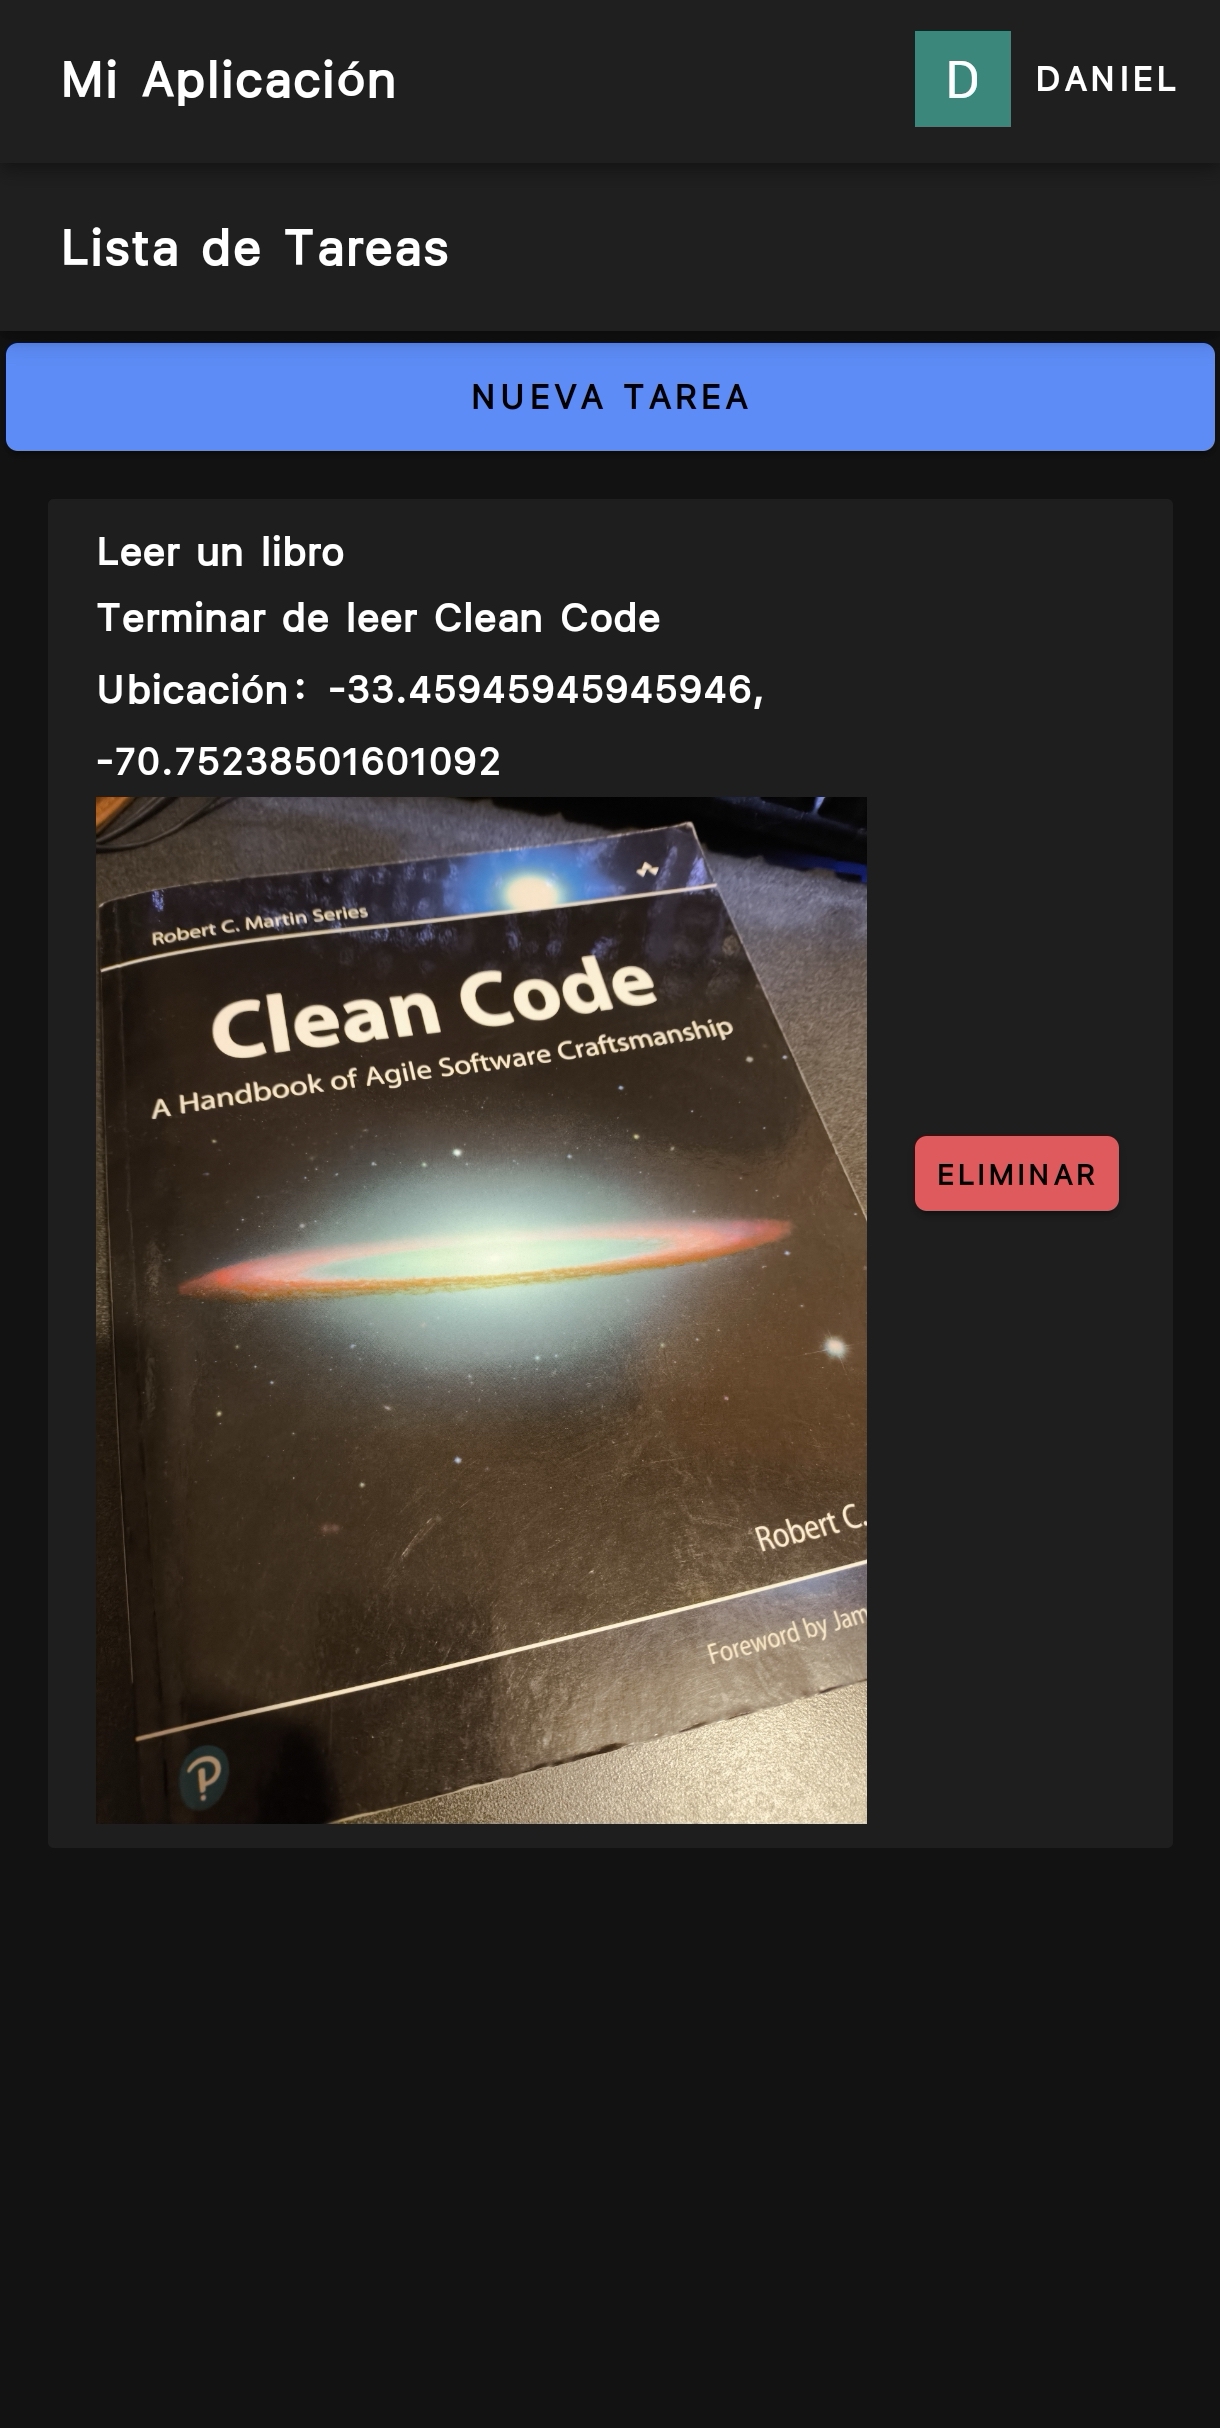 Mi Aplicación
D DANIEL
Lista de Tareas
NUEVA TAREA
Leer un libro
Terminar de leer Clean Code
Ubicación: -33.45945945945946,
-70.75238501601092
Robert C. Martin Series
Clean Code
A Handbook of Agile Software Craftsmanship
ELIMINAR
Robert C.
Foreword by Jam
P